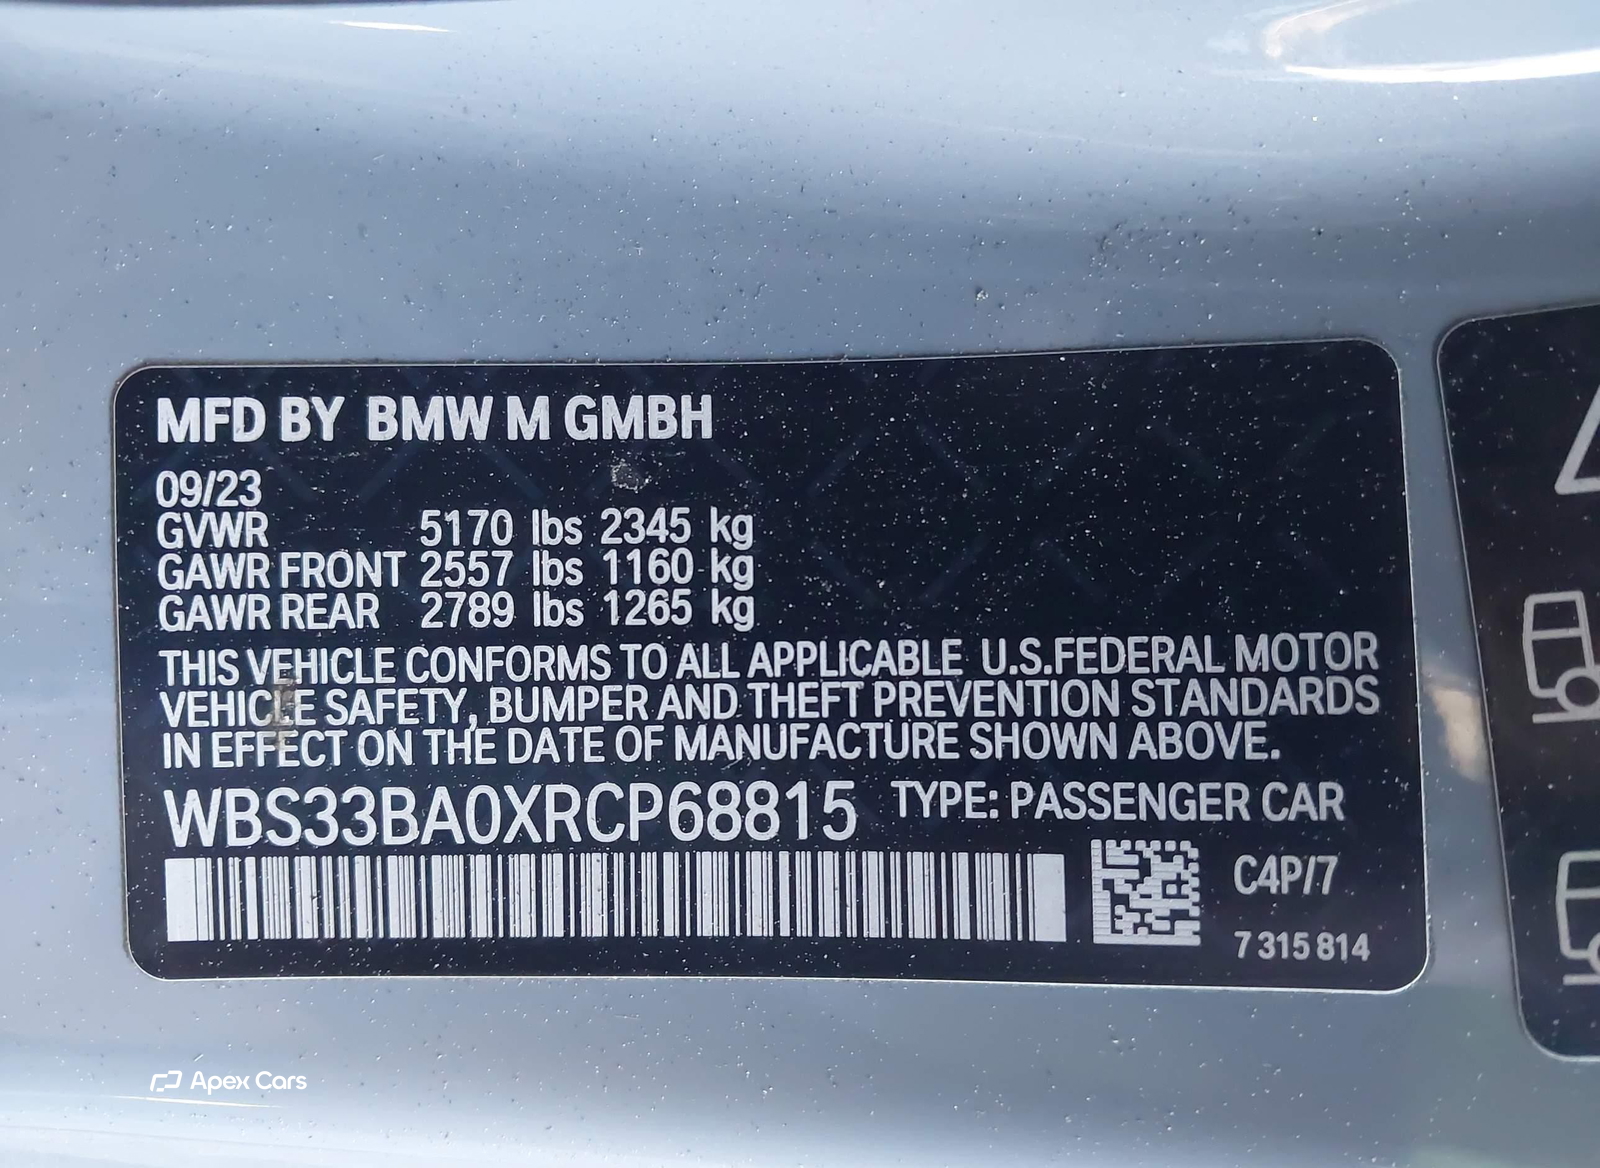 MFD BY BMW M GMBH
09/23
GVWR 5170 lbs 2345 kg
GAWR FRONT 2557 lbs 1160 kg
GAWR REAR 2789 lbs 1265 kg
THIS VEHICLE CONFORMS TO ALL APPLICABLE U.S.FEDERAL MOTOR
VEHICLE SAFETY, BUMPER AND THEFT PREVENTION STANDARDS
IN EFFECT ON THE DATE OF MANUFACTURE SHOWN ABOVE.
WBS33BA0XRCP68815 TYPE: PASSENGER CAR
C4P/7
7 315 814
Apex Cars